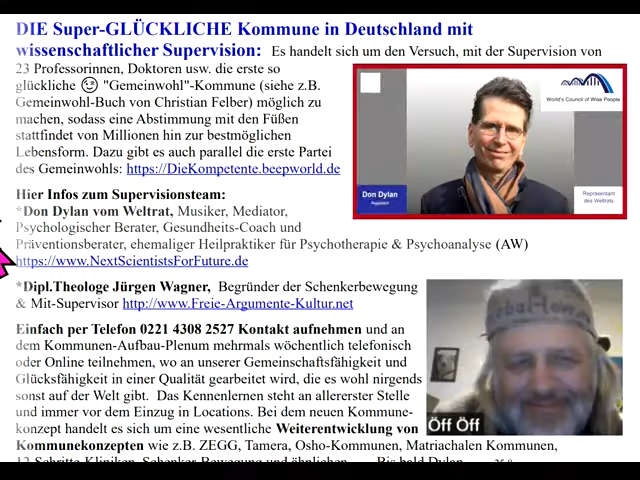 DIE Super-GLÜCKLICHE Kommune in Deutschland mit
wissenschaftlicher Supervision: Es handelt sich um den Versuch, mit der Supervision von
23 Professorinnen, Doktoren usw. die erste so
glückliche 😉 "Gemeinwohl"-Kommune (siehe z.B.
Gemeinwohl-Buch von Christian Felber) möglich zu
machen, sodass eine Abstimmung mit den Füßen
stattfindet von Millionen hin zur bestmöglichen
Lebensform. Dazu gibt es auch parallel die erste Partei
des Gemeinwohls: https://DieKompetente.beepworld.de
World's Council of Wise People
Don Dylan
Repräsentant
des Weltrats
Hier Infos zum Supervisionsteam:
*Don Dylan vom Weltrat, Musiker, Mediator,
Psychologischer Berater, Gesundheits-Coach und
Präventionsberater, ehemaliger Heilpraktiker für Psychotherapie & Psychoanalyse (AW)
https://www.NextScientistsForFuture.de
*Dipl.Theologe Jürgen Wagner, Begründer der Schenkerbewegung
& Mit-Supervisor http://www.Freie-Argumente-Kultur.net
Einfach per Telefon 0221 4308 2527 Kontakt aufnehmen und an
dem Kommunen-Aufbau-Plenum mehrmals wöchentlich telefonisch
oder Online teilnehmen, wo an unserer Gemeinschaftsfähigkeit und
Glücksfähigkeit in einer Qualität gearbeitet wird, die es wohl nirgends
sonst auf der Welt gibt. Das Kennenlernen steht an allererster Stelle
und immer vor dem Einzug in Locations. Bei dem neuen Kommune-
konzept handelt es sich um eine wesentliche Weiterentwicklung von
Kommunekonzepten wie z.B. ZEGG, Tamera, Osho-Kommunen, Matriachalen Kommunen,
12-Schritte-Kliniken, Schenker-Bewegung und ähnlichen Bis bald Dylan
Öff Öff